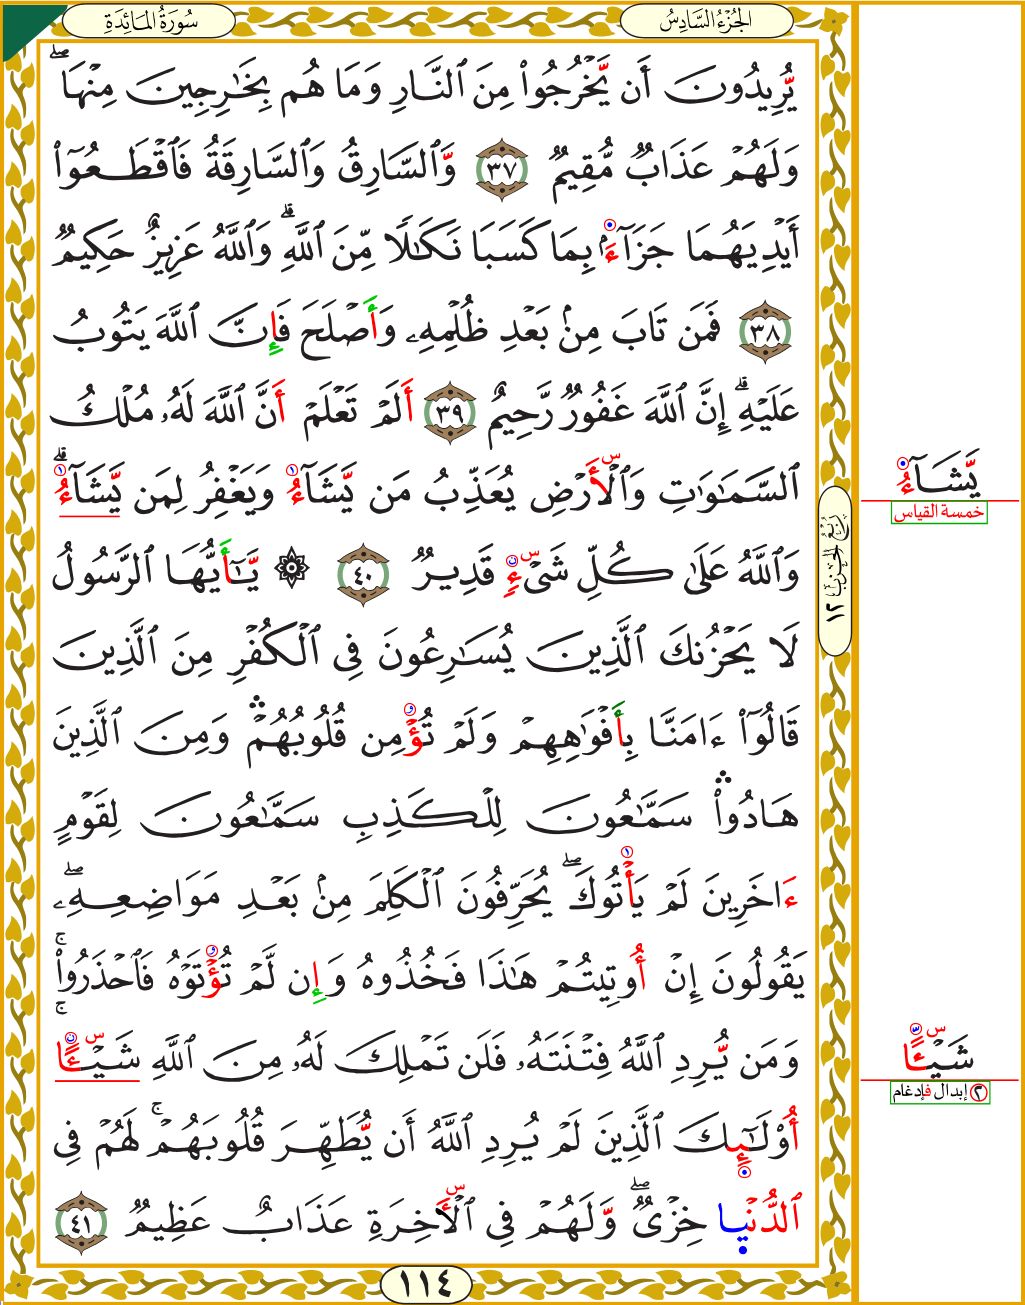 سُورَةُ المَائِدَةِ
الجُزْءُ السَّادِسُ
يُّرِيدُونَ أَن يَّخۡرُجُواْ مِنَ ٱلنَّارِ وَمَا هُم بِخَٰرِجِينَ مِنۡهَاۖ
وَلَهُمۡ عَذَابٌ مُّقِيمٌ ٣٧ وَّٱلسَّارِقُ وَٱلسَّارِقَةُ فَٱقۡطَعُوٓاْ
أَيۡدِيَهُمَا جَزَآءَۢ بِمَا كَسَبَا نَكَٰلًا مِّنَ ٱللَّهِۗ وَٱللَّهُ عَزِيزٌ حَكِيمٌ
٣٨ فَمَن تَابَ مِنۢ بَعۡدِ ظُلۡمِهِۦ وَأَصۡلَحَ فَإِنَّ ٱللَّهَ يَتُوبُ
عَلَيۡهِۗ إِنَّ ٱللَّهَ غَفُورٌ رَّحِيمٌ ٣٩ أَلَمۡ تَعۡلَمۡ أَنَّ ٱللَّهَ لَهُۥ مُلۡكُ
ٱلسَّمَٰوَٰتِ وَٱلۡأَرۡضِ يُعَذِّبُ مَن يَّشَآءُ وَيَغۡفِرُ لِمَن يَّشَآءُۗ
وَٱللَّهُ عَلَىٰ كُلِّ شَيۡءٍ قَدِيرٌ ٤٠ ۞ يَّٰٓأَيُّهَا ٱلرَّسُولُ
لَا يَحۡزُنكَ ٱلَّذِينَ يُسَٰرِعُونَ فِي ٱلۡكُفۡرِ مِنَ ٱلَّذِينَ
قَالُوٓاْ ءَامَنَّا بِأَفۡوَٰهِهِمۡ وَلَمۡ تُؤۡمِن قُلُوبُهُمۡۛ وَمِنَ ٱلَّذِينَ
هَادُواْۛ سَمَّٰعُونَ لِلۡكَذِبِ سَمَّٰعُونَ لِقَوۡمٍ
ءَاخَرِينَ لَمۡ يَأۡتُوكَۖ يُحَرِّفُونَ ٱلۡكَلِمَ مِنۢ بَعۡدِ مَوَاضِعِهِۦۖ
يَقُولُونَ إِنۡ أُوتِيتُمۡ هَٰذَا فَخُذُوهُ وَإِن لَّمۡ تُؤۡتَوۡهُ فَٱحۡذَرُواْۚ
وَمَن يُّرِدِ ٱللَّهُ فِتۡنَتَهُۥ فَلَن تَمۡلِكَ لَهُۥ مِنَ ٱللَّهِ شَيۡـًٔاۚ
أُوْلَٰٓئِكَ ٱلَّذِينَ لَمۡ يُرِدِ ٱللَّهُ أَن يُّطَهِّرَ قُلُوبَهُمۡۚ لَهُمۡ فِي
ٱلدُّنۡيَا خِزۡيٌۖ وَّلَهُمۡ فِي ٱلۡأٓخِرَةِ عَذَابٌ عَظِيمٌ ٤١
١١٤
رُبْعُ الحِزْبِ ١٢
يَّشَآءُ
خمسة القياس
شَيۡـًٔا
٢ إبدال فإدغام